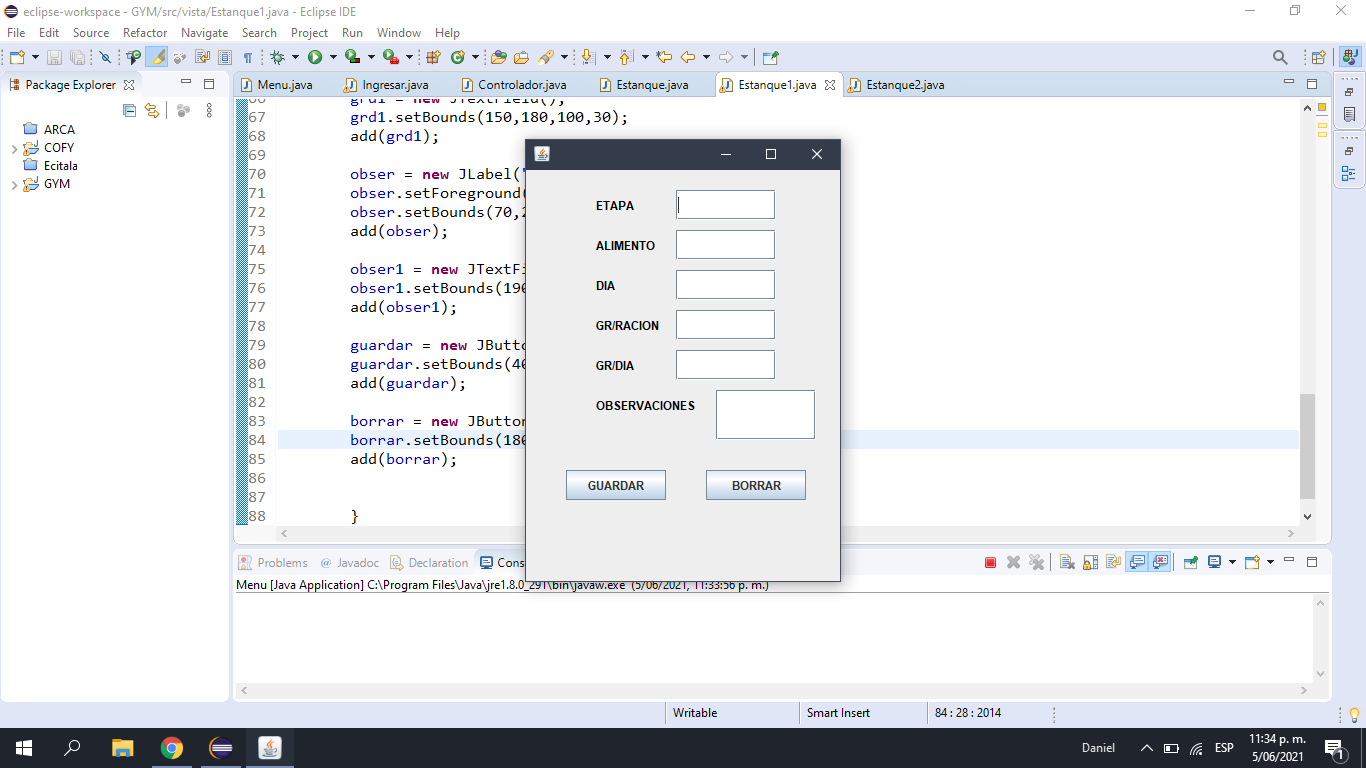 eclipse-workspace - GYM/src/vista/Estanque1.java - Eclipse IDE
File Edit Source Refactor Navigate Search Project Run Window Help
Package Explorer
Menu.java Ingresar.java Controlador.java Estanque.java Estanque1.java Estanque2.java
ARCA
COFY
Ecitala
GYM
66 grd1 = new JTextField();
67 grd1.setBounds(150,180,100,30);
68 add(grd1);
69
70 obser = new JLabel("
71 obser.setForeground(
72 obser.setBounds(70,2
73 add(obser);
74
75 obser1 = new JTextFi
76 obser1.setBounds(190
77 add(obser1);
78
79 guardar = new JButto
80 guardar.setBounds(40
81 add(guardar);
82
83 borrar = new JButton
84 borrar.setBounds(180
85 add(borrar);
86
87
88 }
ETAPA
ALIMENTO
DIA
GR/RACION
GR/DIA
OBSERVACIONES
GUARDAR BORRAR
Problems @ Javadoc Declaration Cons
Menu [Java Application] C:\Program Files\Java\jre1.8.0_291\bin\javaw.exe (5/06/2021, 11:33:56 p. m.)
Writable Smart Insert 84 : 28 : 2014
Daniel ESP 11:34 p. m.
5/06/2021
1